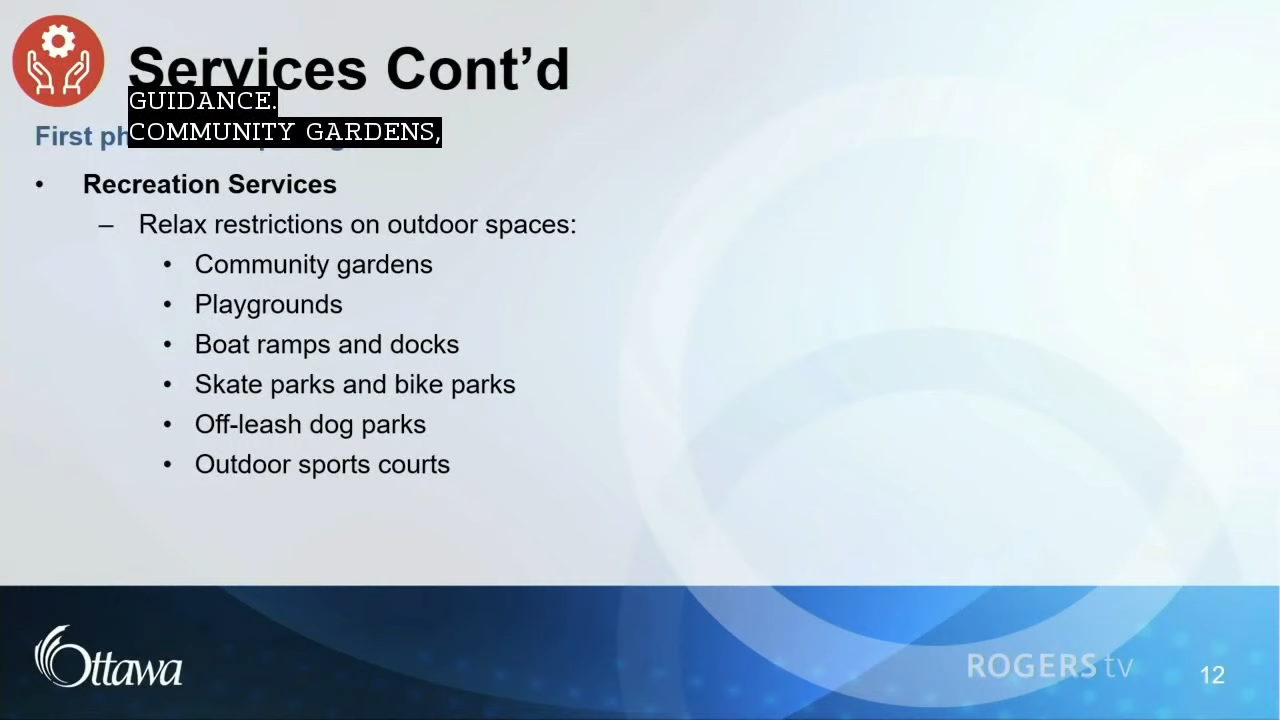 Services Cont’d
GUIDANCE.
COMMUNITY GARDENS,
First
• Recreation Services
– Relax restrictions on outdoor spaces:
• Community gardens
• Playgrounds
• Boat ramps and docks
• Skate parks and bike parks
• Off-leash dog parks
• Outdoor sports courts
Ottawa
ROGERS tv
12